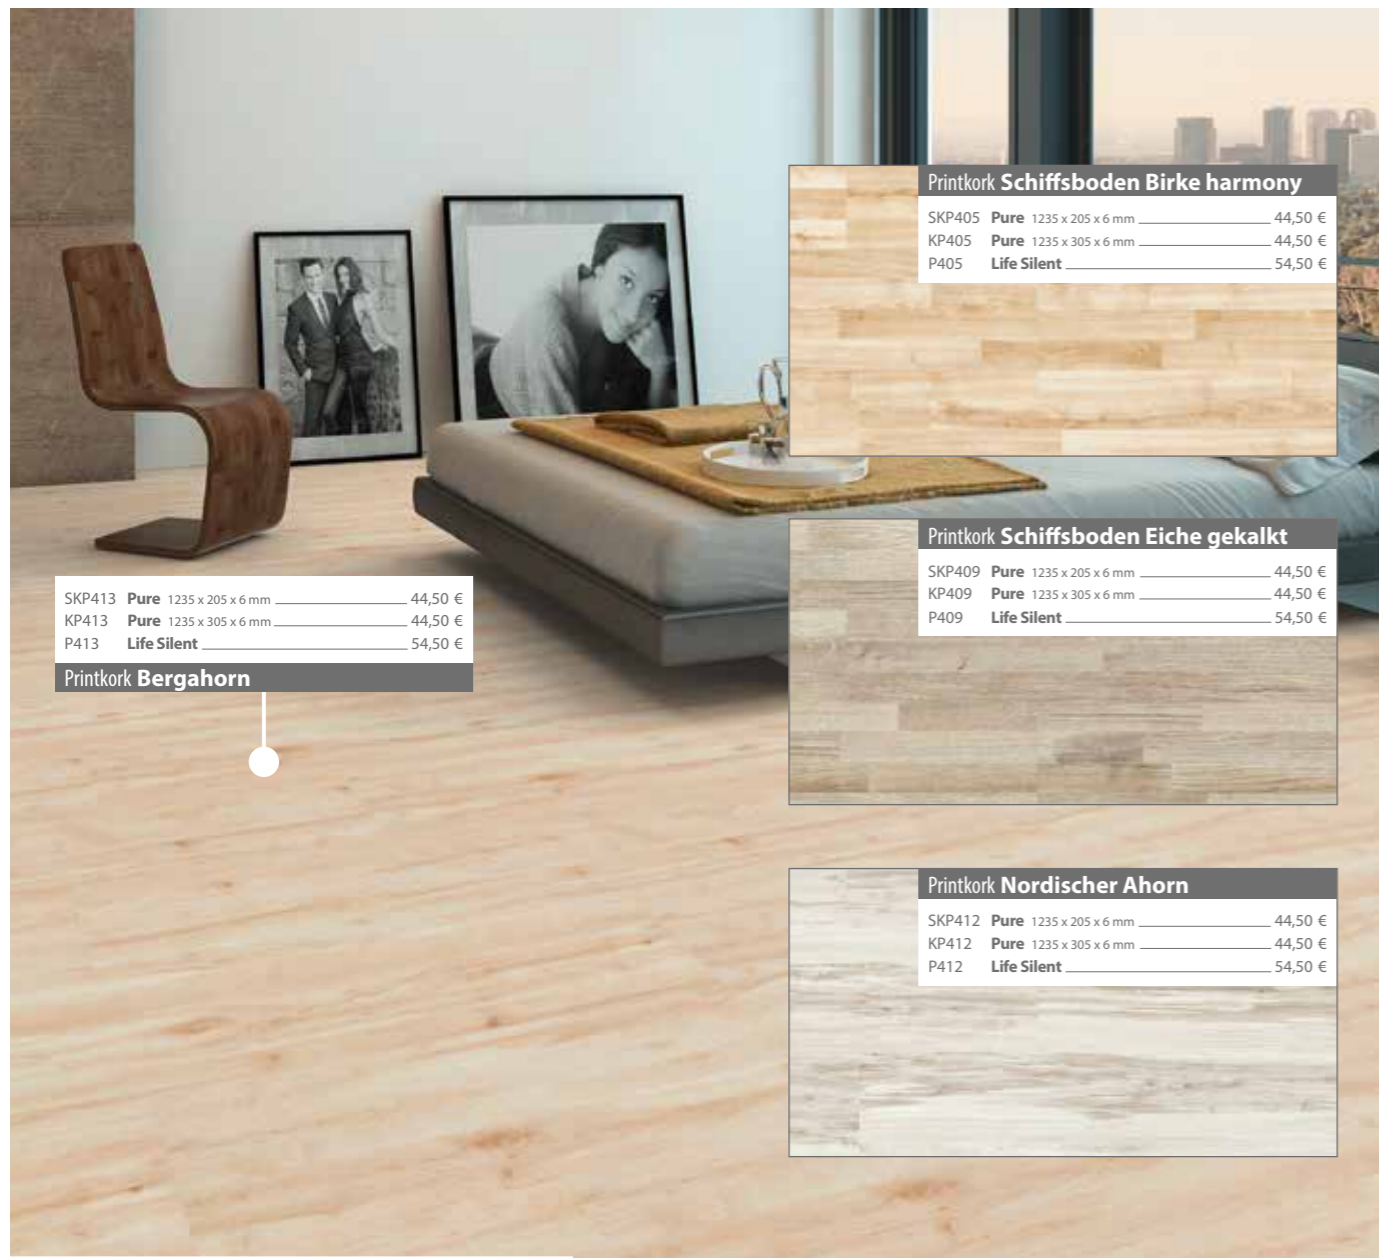 Printkork Schiffsboden Birke harmony
SKP405 Pure 1235 x 205 x 6 mm 44,50 €
KP405 Pure 1235 x 305 x 6 mm 44,50 €
P405 Life Silent 54,50 €
Printkork Schiffsboden Eiche gekalkt
SKP409 Pure 1235 x 205 x 6 mm 44,50 €
KP409 Pure 1235 x 305 x 6 mm 44,50 €
P409 Life Silent 54,50 €
SKP413 Pure 1235 x 205 x 6 mm 44,50 €
KP413 Pure 1235 x 305 x 6 mm 44,50 €
P413 Life Silent 54,50 €
Printkork Bergahorn
Printkork Nordischer Ahorn
SKP412 Pure 1235 x 205 x 6 mm 44,50 €
KP412 Pure 1235 x 305 x 6 mm 44,50 €
P412 Life Silent 54,50 €